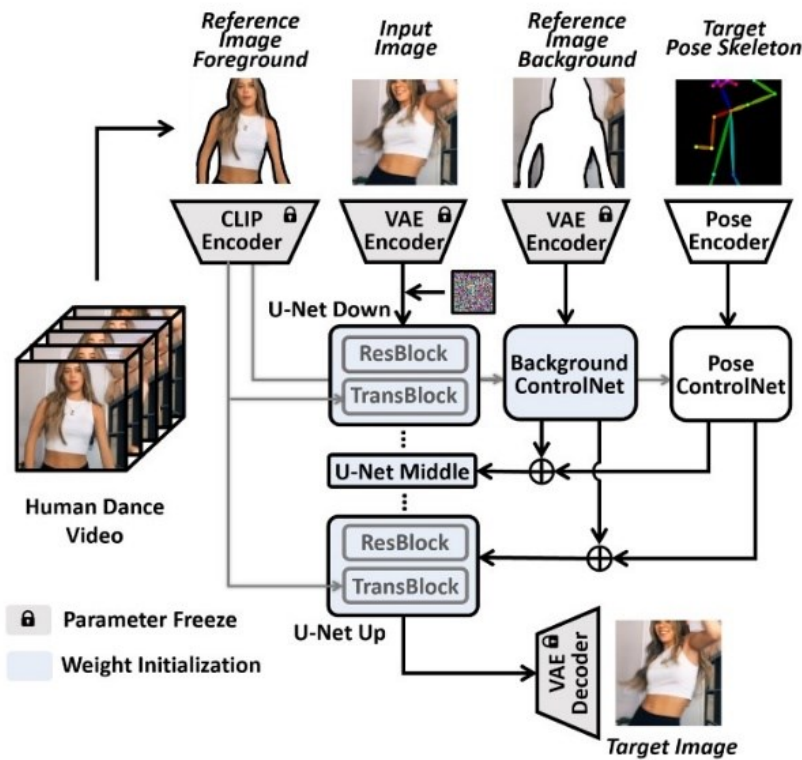 Reference
Image
Foreground
Input
Image
Reference
Image
Background
Target
Pose Skeleton
CLIP
Encoder
VAE
Encoder
VAE
Encoder
Pose
Encoder
U-Net Down
ResBlock
TransBlock
Background
ControlNet
Pose
ControlNet
U-Net Middle
Human Dance
Video
ResBlock
TransBlock
U-Net Up
Parameter Freeze
Weight Initialization
VAE
Decoder
Target Image